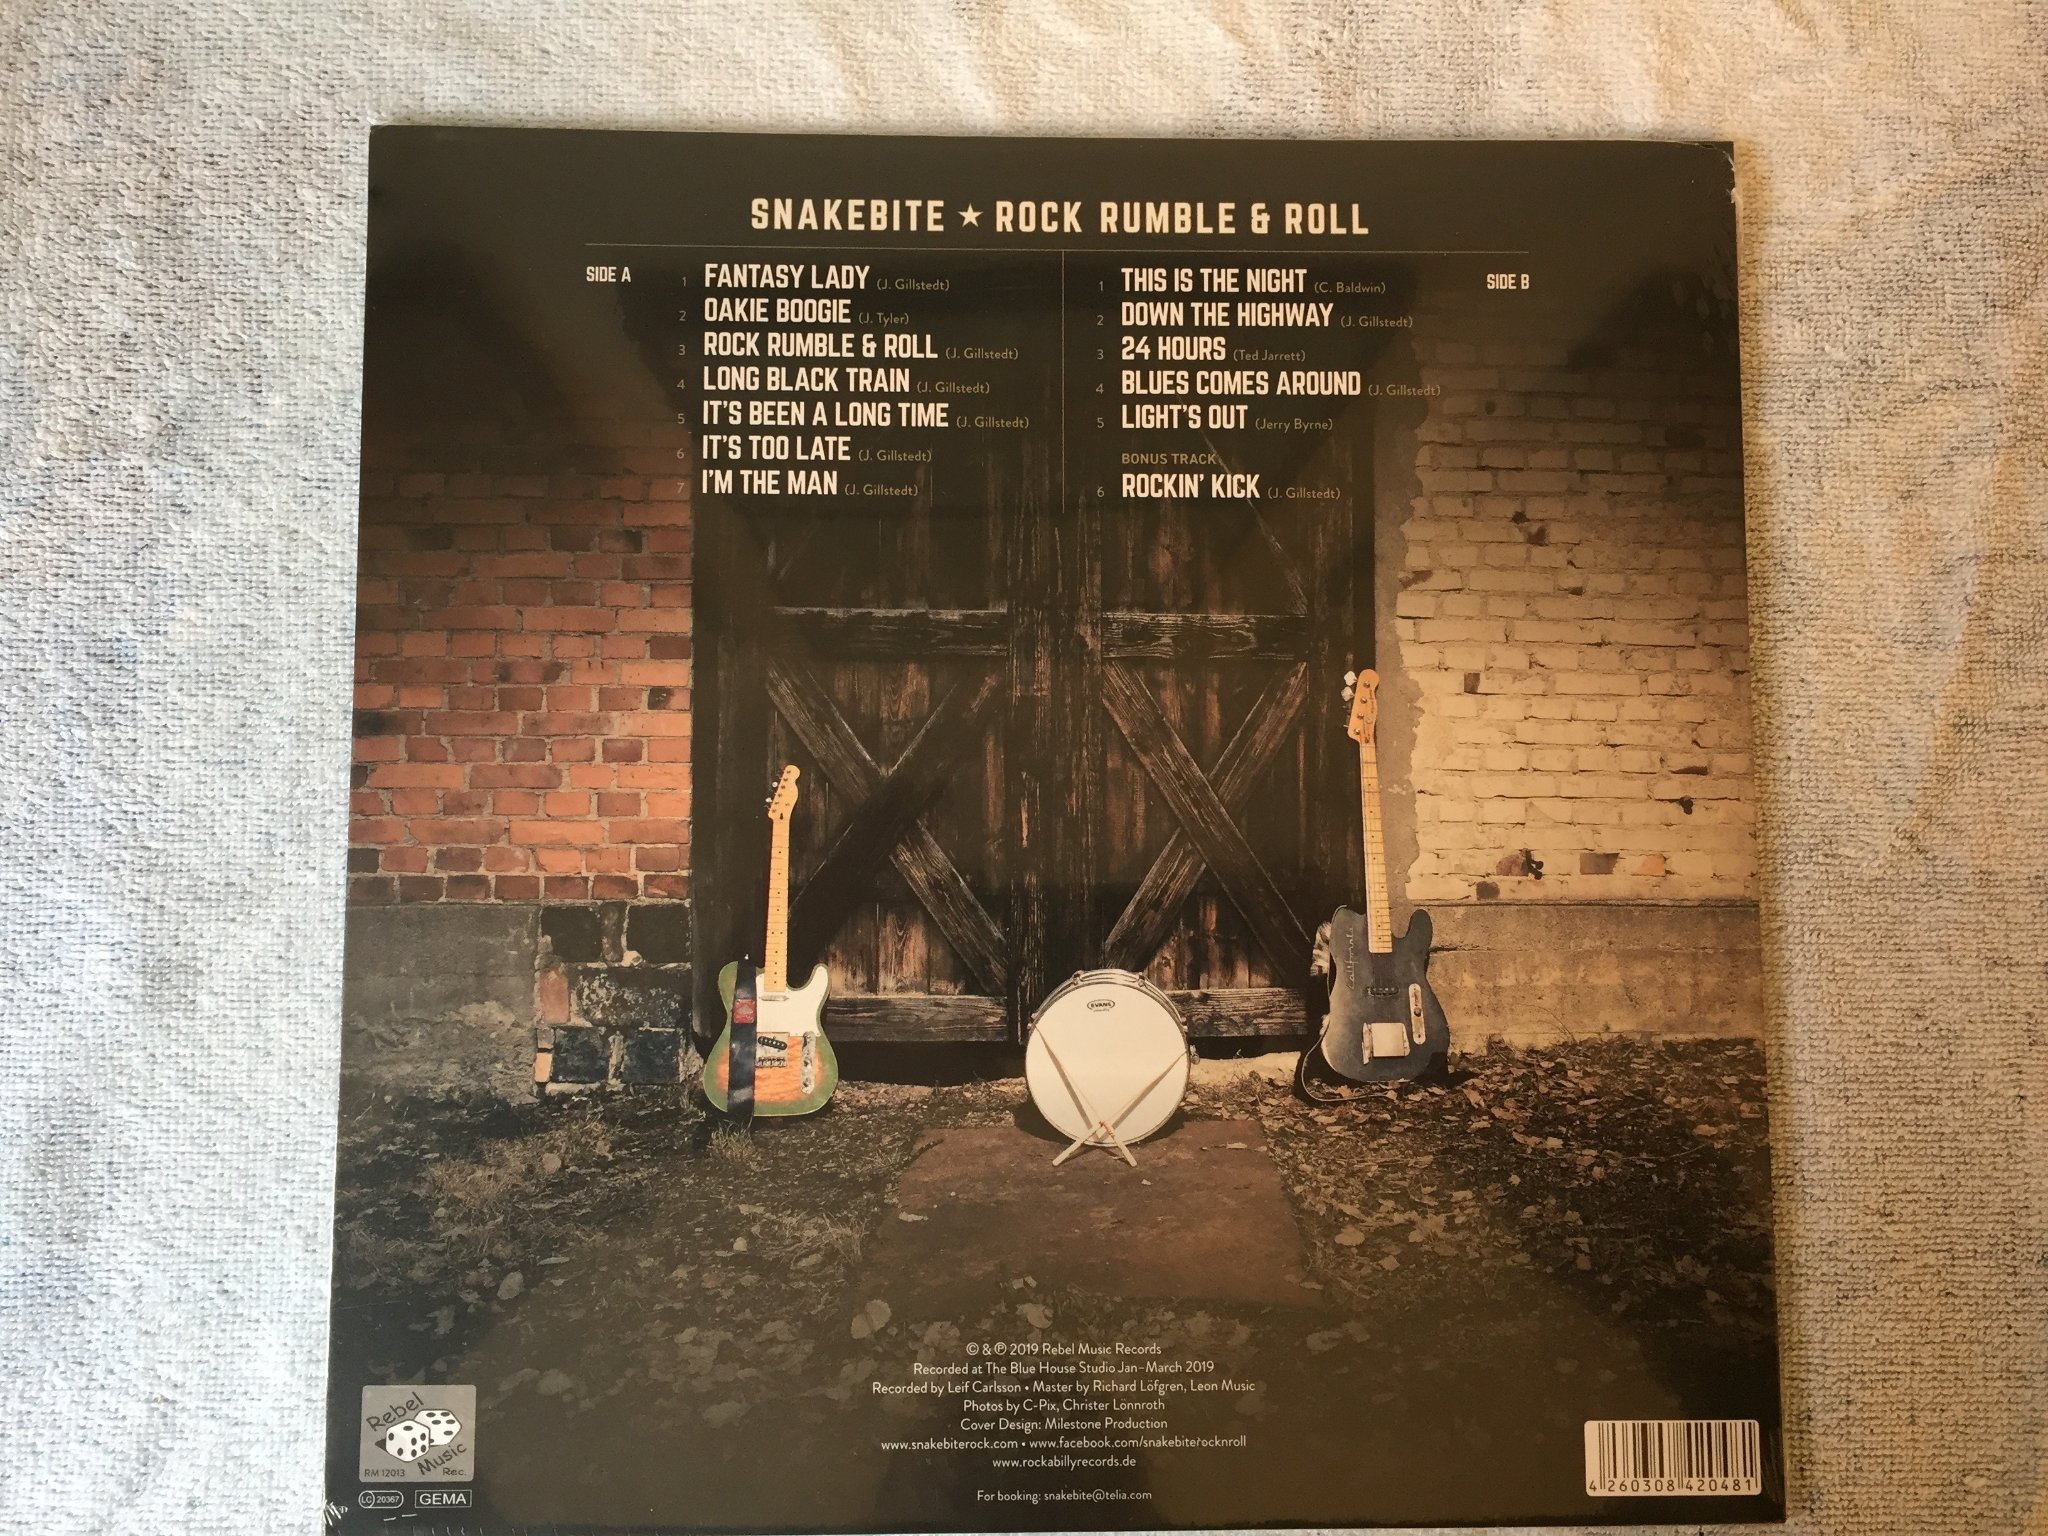 SNAKEBITE ★ ROCK RUMBLE & ROLL
SIDE A
1 FANTASY LADY (J. Gillstedt)
2 OAKIE BOOGIE (J. Tyler)
3 ROCK RUMBLE & ROLL (J. Gillstedt)
4 LONG BLACK TRAIN (J. Gillstedt)
5 IT'S BEEN A LONG TIME (J. Gillstedt)
6 IT'S TOO LATE (J. Gillstedt)
7 I'M THE MAN (J. Gillstedt)
SIDE B
1 THIS IS THE NIGHT (C. Baldwin)
2 DOWN THE HIGHWAY (J. Gillstedt)
3 24 HOURS (Ted Jarrett)
4 BLUES COMES AROUND (J. Gillstedt)
5 LIGHT'S OUT (Jerry Byrne)
BONUS TRACK
6 ROCKIN' KICK (J. Gillstedt)
California
EVANS
© & ℗ 2019 Rebel Music Records
Recorded at The Blue House Studio Jan–March 2019
Recorded by Leif Carlsson • Master by Richard Löfgren, Leon Music
Photos by C-Pix, Christer Lönnroth
Cover Design: Milestone Production
www.snakebiterock.com • www.facebook.com/snakebiterocknroll
www.rockabillyrecords.de
For booking: snakebite@telia.com
Rebel
Music
Rec.
RM 12013
LC 20367
GEMA
4 260308 420481